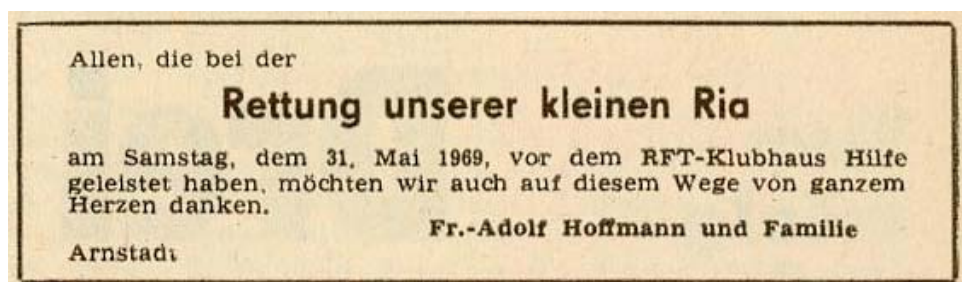 Allen, die bei der
Rettung unserer kleinen Ria
am Samstag, dem 31. Mai 1969, vor dem RFT-Klubhaus Hilfe
geleistet haben, möchten wir auch auf diesem Wege von ganzem
Herzen danken.
Fr.-Adolf Hoffmann und Familie
Arnstadt